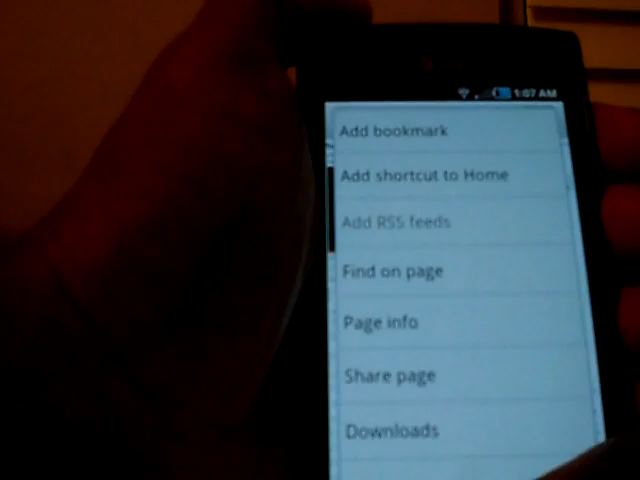 1:07 AM
Add bookmark
Add shortcut to Home
Add RSS feeds
Find on page
Page info
Share page
Downloads